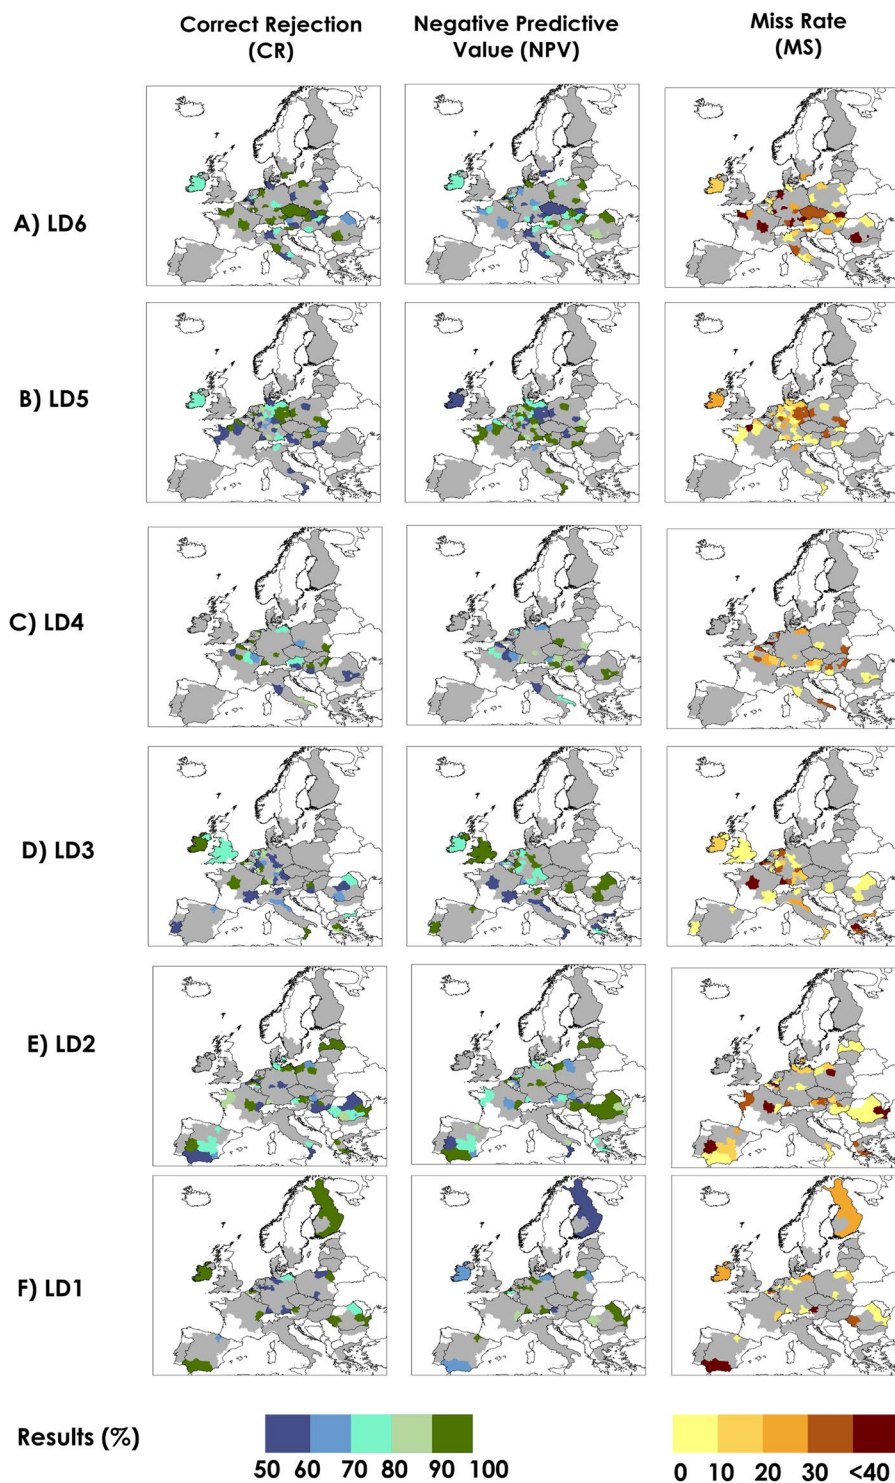 Correct Rejection
(CR)
Negative Predictive
Value (NPV)
Miss Rate
(MS)
A) LD6
B) LD5
C) LD4
D) LD3
E) LD2
F) LD1
Results (%)
50 60 70 80 90 100
0 10 20 30 <40